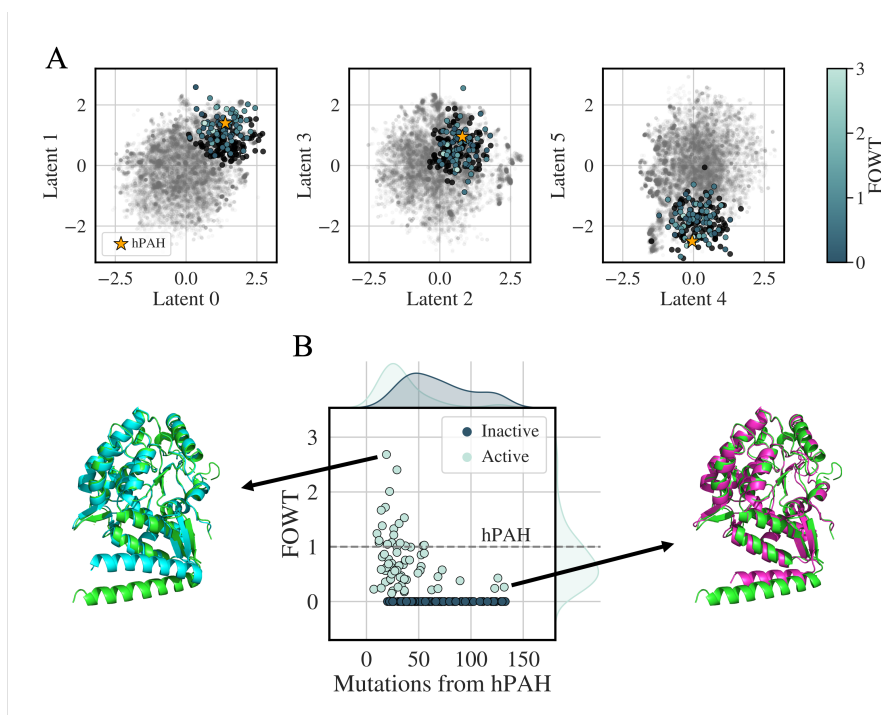 A
Latent 1
2
0
−2
−2.5
0.0
2.5
Latent 0
hPAH
Latent 3
2
0
−2
−2.5
0.0
2.5
Latent 2
Latent 5
2
0
−2
−2.5
0.0
2.5
Latent 4
3
2
1
0
FOWT
B
Inactive
Active
hPAH
FOWT
3
2
1
0
0
50
100
150
Mutations from hPAH